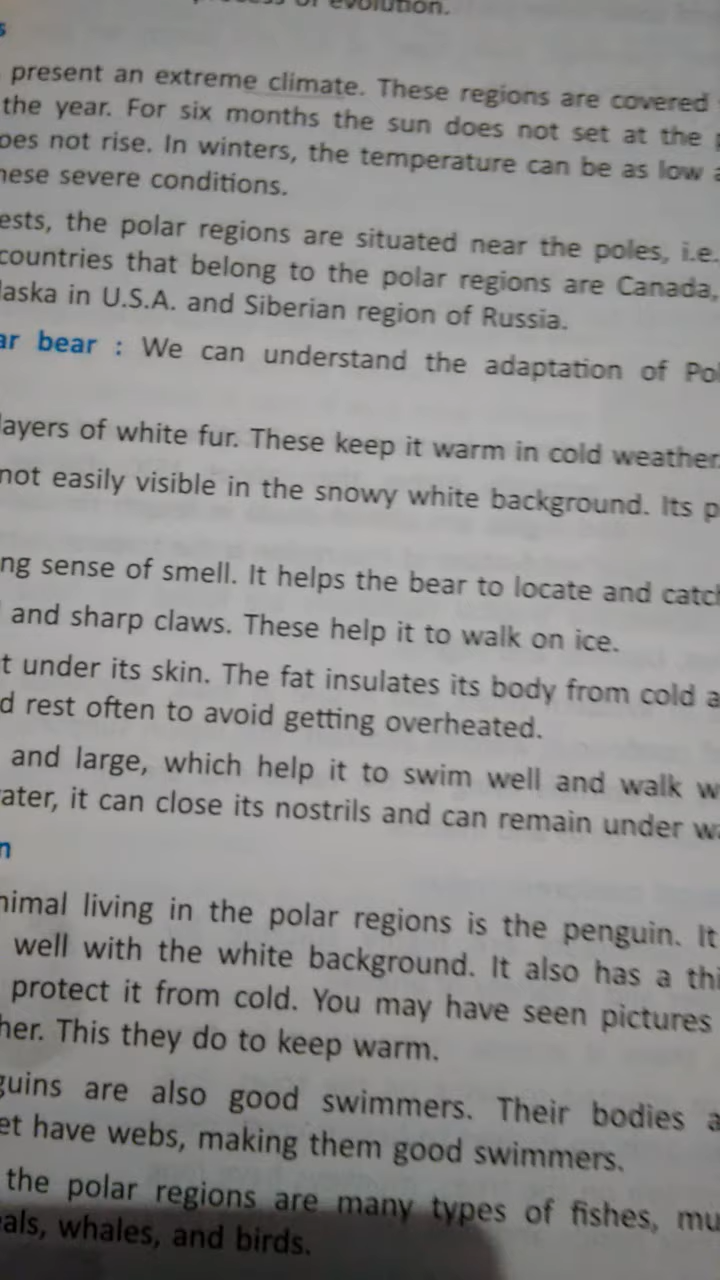 of evolution.
present an extreme climate. These regions are covered
the year. For six months the sun does not set at the
oes not rise. In winters, the temperature can be as low
hese severe conditions.
ests, the polar regions are situated near the poles, i.e.
countries that belong to the polar regions are Canada,
laska in U.S.A. and Siberian region of Russia.
ar bear : We can understand the adaptation of Pol
layers of white fur. These keep it warm in cold weather.
not easily visible in the snowy white background. Its p
ng sense of smell. It helps the bear to locate and catch
and sharp claws. These help it to walk on ice.
t under its skin. The fat insulates its body from cold a
d rest often to avoid getting overheated.
and large, which help it to swim well and walk w
ater, it can close its nostrils and can remain under wa
n
nimal living in the polar regions is the penguin. It
well with the white background. It also has a thi
protect it from cold. You may have seen pictures
her. This they do to keep warm.
guins are also good swimmers. Their bodies a
et have webs, making them good swimmers.
the polar regions are many types of fishes, mu
eals, whales, and birds.